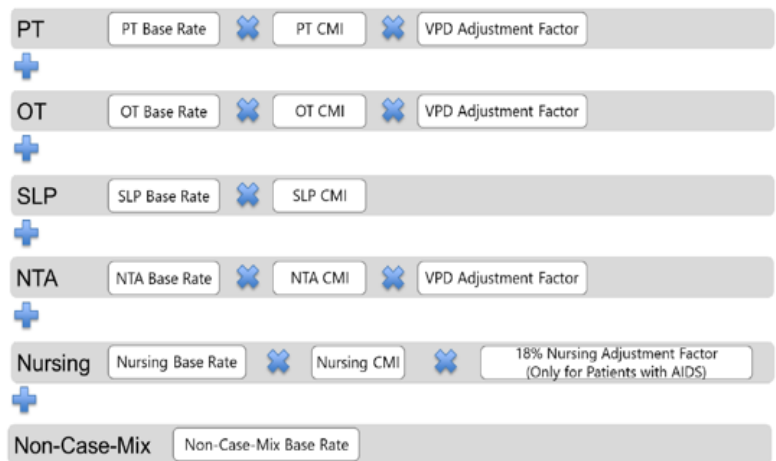 PT PT Base Rate PT CMI VPD Adjustment Factor
OT OT Base Rate OT CMI VPD Adjustment Factor
SLP SLP Base Rate SLP CMI
NTA NTA Base Rate NTA CMI VPD Adjustment Factor
Nursing Nursing Base Rate Nursing CMI 18% Nursing Adjustment Factor
(Only for Patients with AIDS)
Non-Case-Mix Non-Case-Mix Base Rate